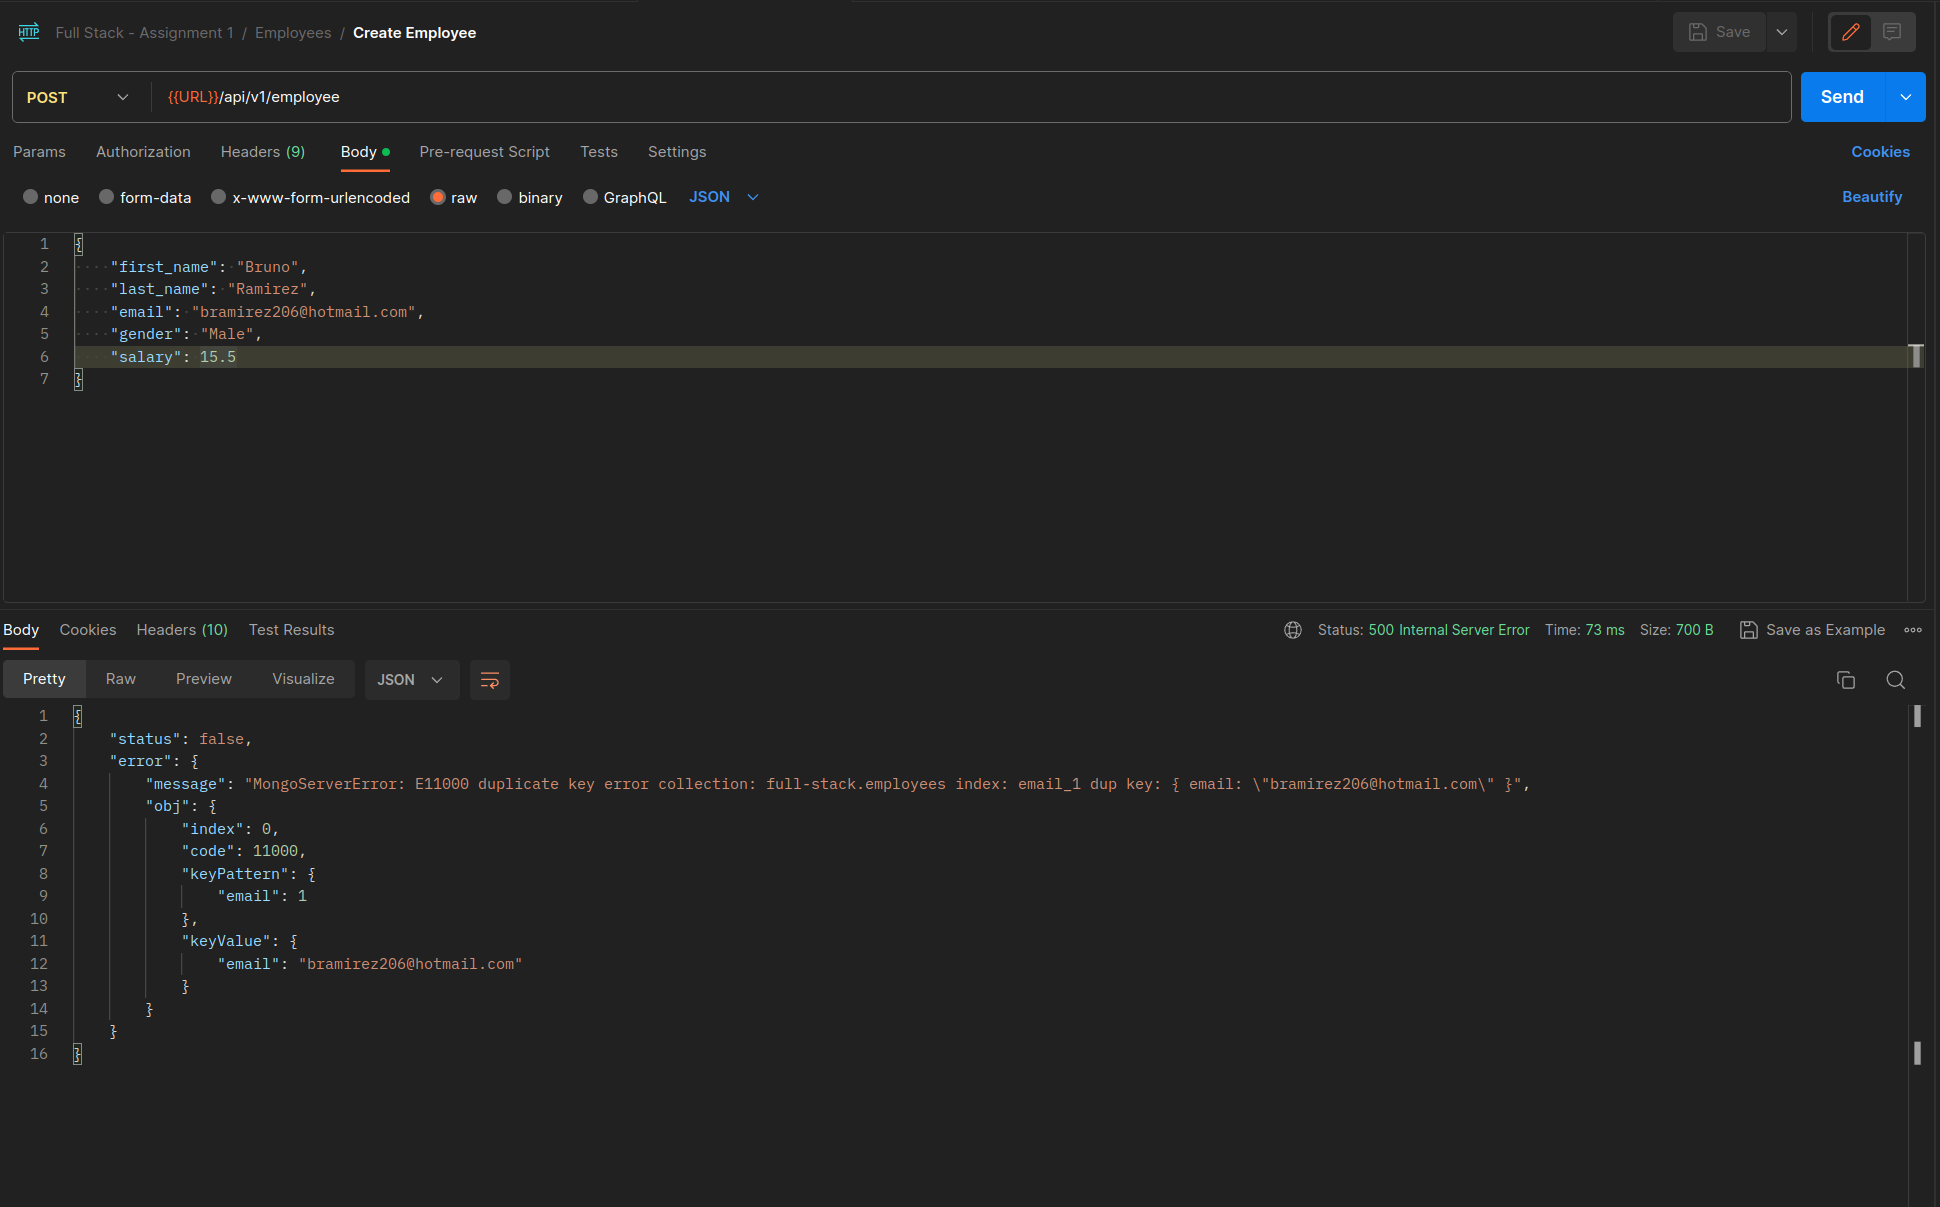 HTTP Full Stack - Assignment 1 / Employees / Create Employee Save
POST {{URL}}/api/v1/employee Send
Params Authorization Headers (9) Body Pre-request Script Tests Settings Cookies
none form-data x-www-form-urlencoded raw binary GraphQL JSON Beautify
1 {
2 "first_name": "Bruno",
3 "last_name": "Ramirez",
4 "email": "bramirez206@hotmail.com",
5 "gender": "Male",
6 "salary": 15.5
7 }
Body Cookies Headers (10) Test Results Status: 500 Internal Server Error Time: 73 ms Size: 700 B Save as Example
Pretty Raw Preview Visualize JSON
1 {
2 "status": false,
3 "error": {
4 "message": "MongoServerError: E11000 duplicate key error collection: full-stack.employees index: email_1 dup key: { email: \"bramirez206@hotmail.com\" }",
5 "obj": {
6 "index": 0,
7 "code": 11000,
8 "keyPattern": {
9 "email": 1
10 },
11 "keyValue": {
12 "email": "bramirez206@hotmail.com"
13 }
14 }
15 }
16 }